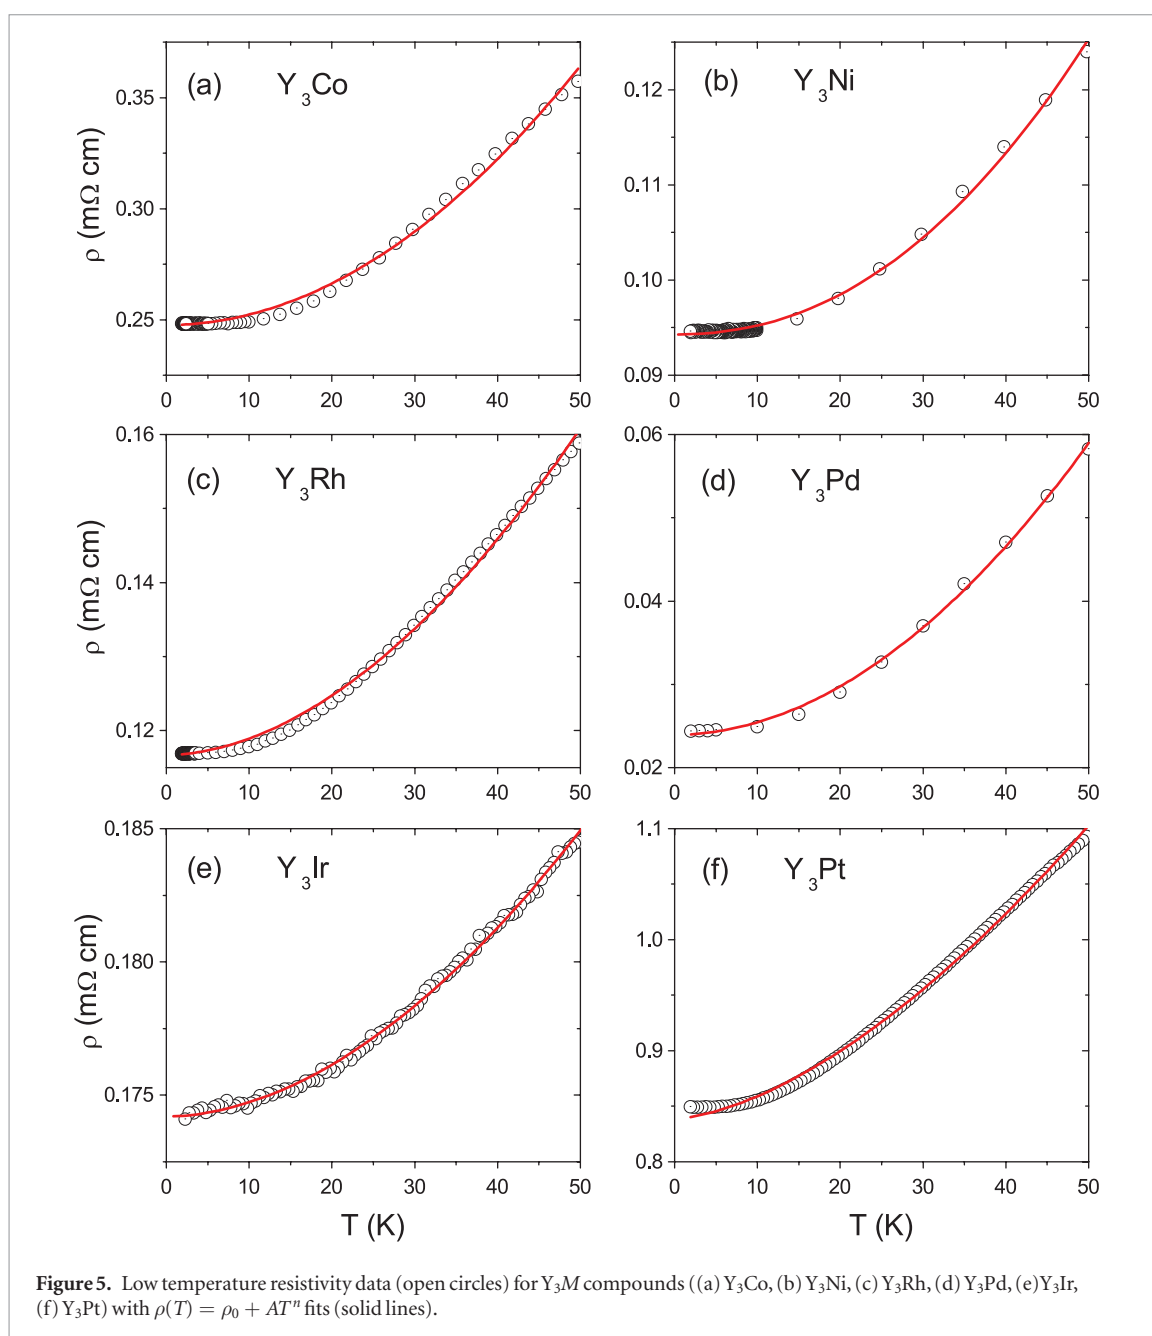 (a) Y₃Co
0.35
0.30
0.25
ρ (mΩ cm)
0 10 20 30 40 50
(b) Y₃Ni
0.12
0.11
0.10
0.09
0 10 20 30 40 50
(c) Y₃Rh
0.16
0.14
0.12
ρ (mΩ cm)
0 10 20 30 40 50
(d) Y₃Pd
0.06
0.04
0.02
0 10 20 30 40 50
(e) Y₃Ir
0.185
0.180
0.175
ρ (mΩ cm)
0 10 20 30 40 50
T (K)
(f) Y₃Pt
1.1
1.0
0.9
0.8
0 10 20 30 40 50
T (K)
Figure 5. Low temperature resistivity data (open circles) for Y₃M compounds ((a) Y₃Co, (b) Y₃Ni, (c) Y₃Rh, (d) Y₃Pd, (e)Y₃Ir,
(f) Y₃Pt) with ρ(T) = ρ₀ + ATⁿ fits (solid lines).